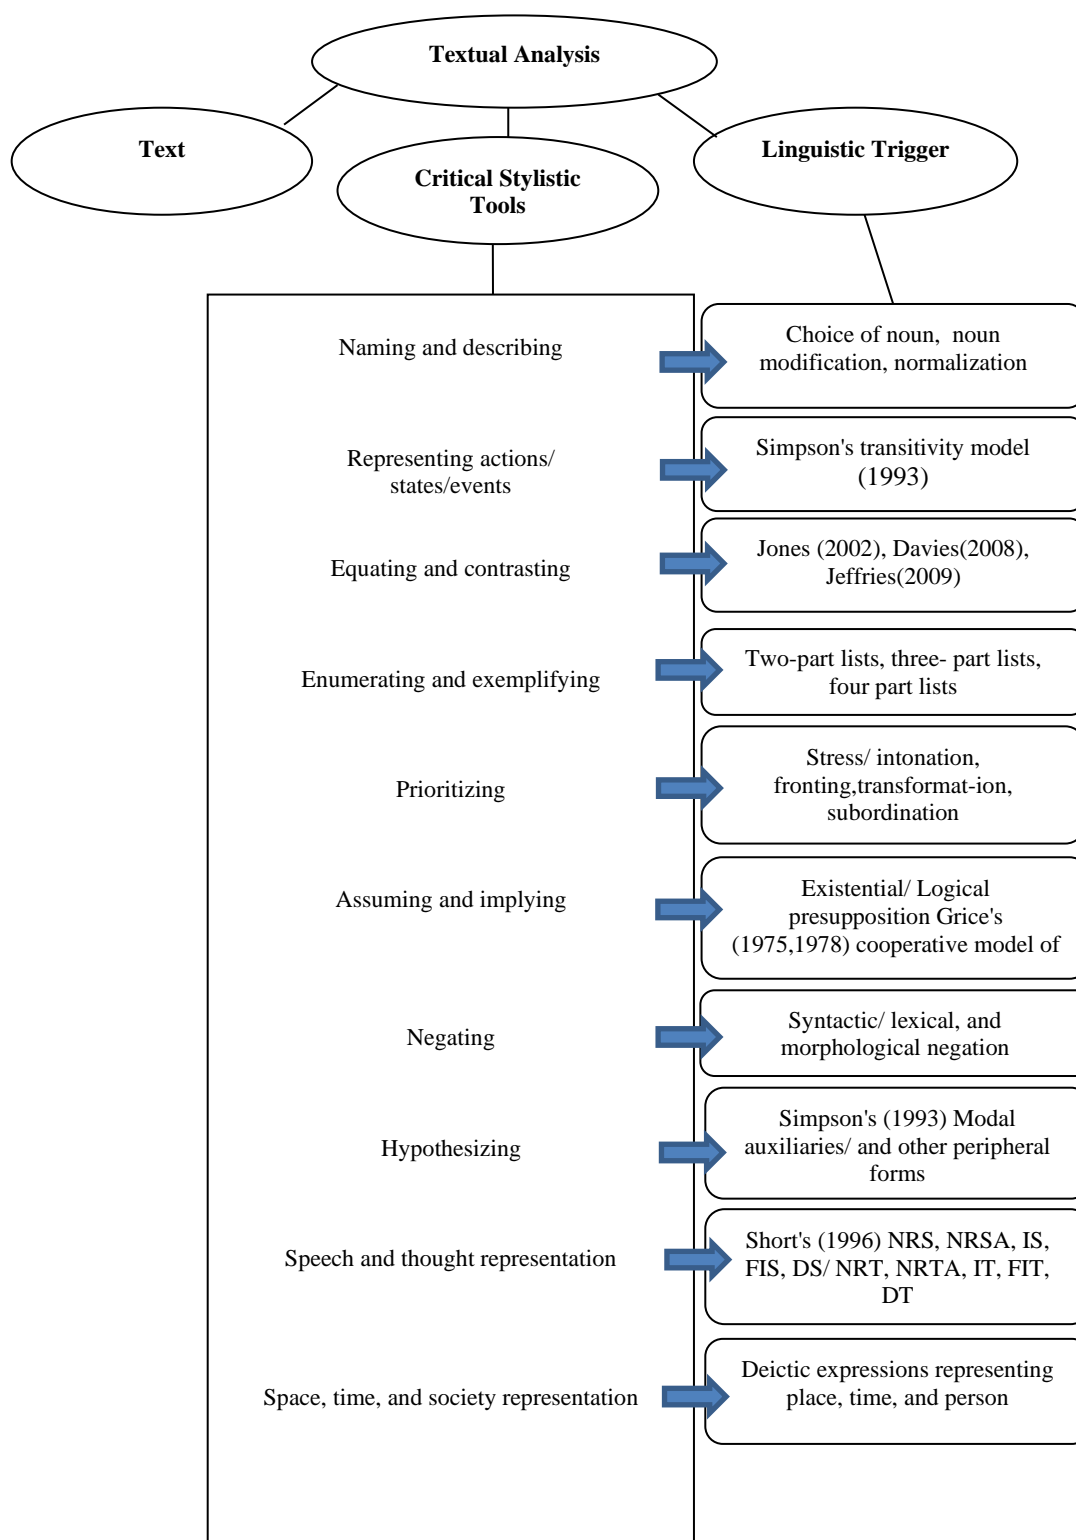 Textual Analysis
Text
Critical Stylistic
Tools
Linguistic Trigger
Naming and describing
Choice of noun, noun
modification, normalization
Representing actions/
states/events
Simpson's transitivity model
(1993)
Equating and contrasting
Jones (2002), Davies(2008),
Jeffries(2009)
Enumerating and exemplifying
Two-part lists, three- part lists,
four part lists
Prioritizing
Stress/ intonation,
fronting,transformat-ion,
subordination
Assuming and implying
Existential/ Logical
presupposition Grice's
(1975,1978) cooperative model of
Negating
Syntactic/ lexical, and
morphological negation
Hypothesizing
Simpson's (1993) Modal
auxiliaries/ and other peripheral
forms
Speech and thought representation
Short's (1996) NRS, NRSA, IS,
FIS, DS/ NRT, NRTA, IT, FIT,
DT
Space, time, and society representation
Deictic expressions representing
place, time, and person